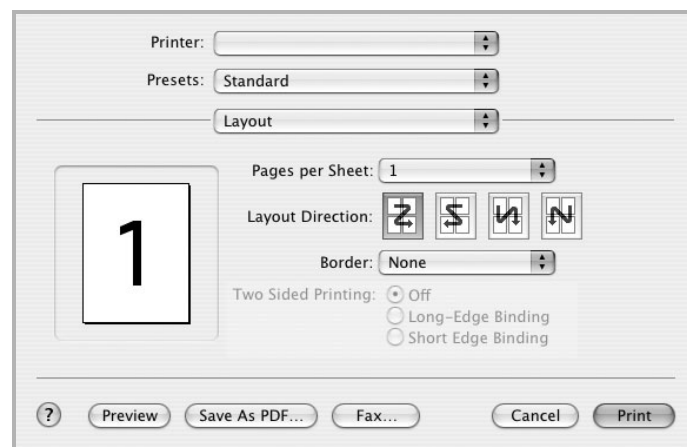 Printer:
Presets: Standard
Layout
Pages per Sheet: 1
Layout Direction:
1
Border: None
Two Sided Printing: Off
Long-Edge Binding
Short Edge Binding
? Preview Save As PDF... Fax... Cancel Print